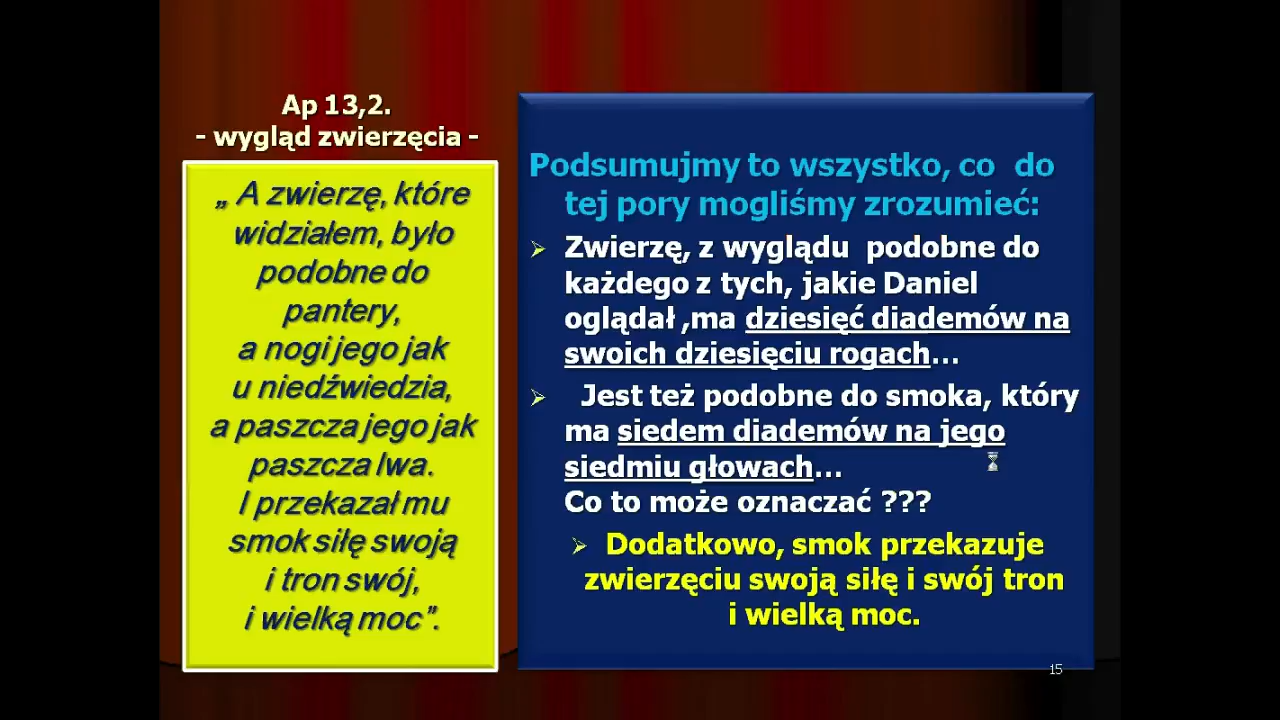 Ap 13,2.
- wygląd zwierzęcia -
„ A zwierzę, które
widziałem, było
podobne do
pantery,
a nogi jego jak
u niedźwiedzia,
a paszcza jego jak
paszcza lwa.
I przekazał mu
smok siłę swoją
i tron swój,
i wielką moc”.
Podsumujmy to wszystko, co do
tej pory mogliśmy zrozumieć:
Zwierzę, z wyglądu podobne do
każdego z tych, jakie Daniel
oglądał ,ma dziesięć diademów na
swoich dziesięciu rogach...
Jest też podobne do smoka, który
ma siedem diademów na jego
siedmiu głowach...
Co to może oznaczać ???
Dodatkowo, smok przekazuje
zwierzęciu swoją siłę i swój tron
i wielką moc.
15